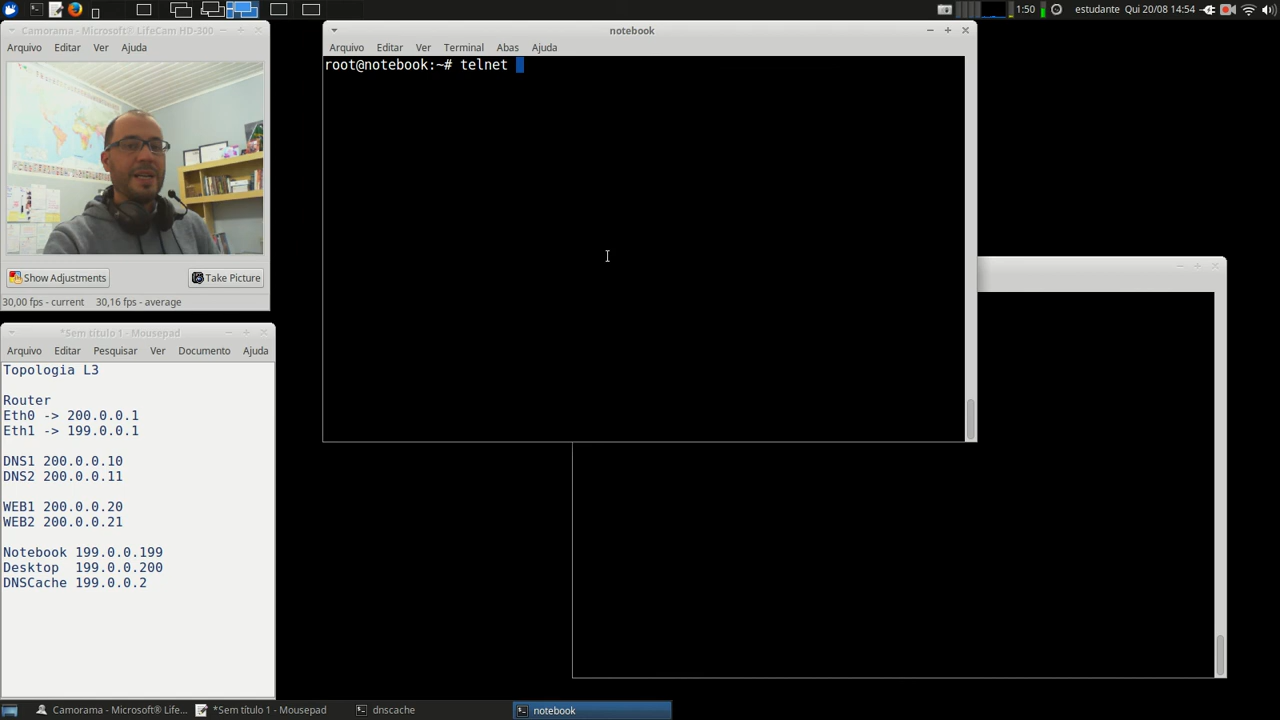 1:50
estudante Qui 20/08 14:54
Camorama - Microsoft® LifeCam HD-300
Arquivo Editar Ver Ajuda
Show Adjustments Take Picture
30,00 fps - current 30,16 fps - average
notebook
Arquivo Editar Ver Terminal Abas Ajuda
root@notebook:~# telnet
*Sem título 1 - Mousepad
Arquivo Editar Pesquisar Ver Documento Ajuda
Topologia L3
Router
Eth0 -> 200.0.0.1
Eth1 -> 199.0.0.1
DNS1 200.0.0.10
DNS2 200.0.0.11
WEB1 200.0.0.20
WEB2 200.0.0.21
Notebook 199.0.0.199
Desktop 199.0.0.200
DNSCache 199.0.0.2
Camorama - Microsoft® Life...
*Sem título 1 - Mousepad
dnscache
notebook